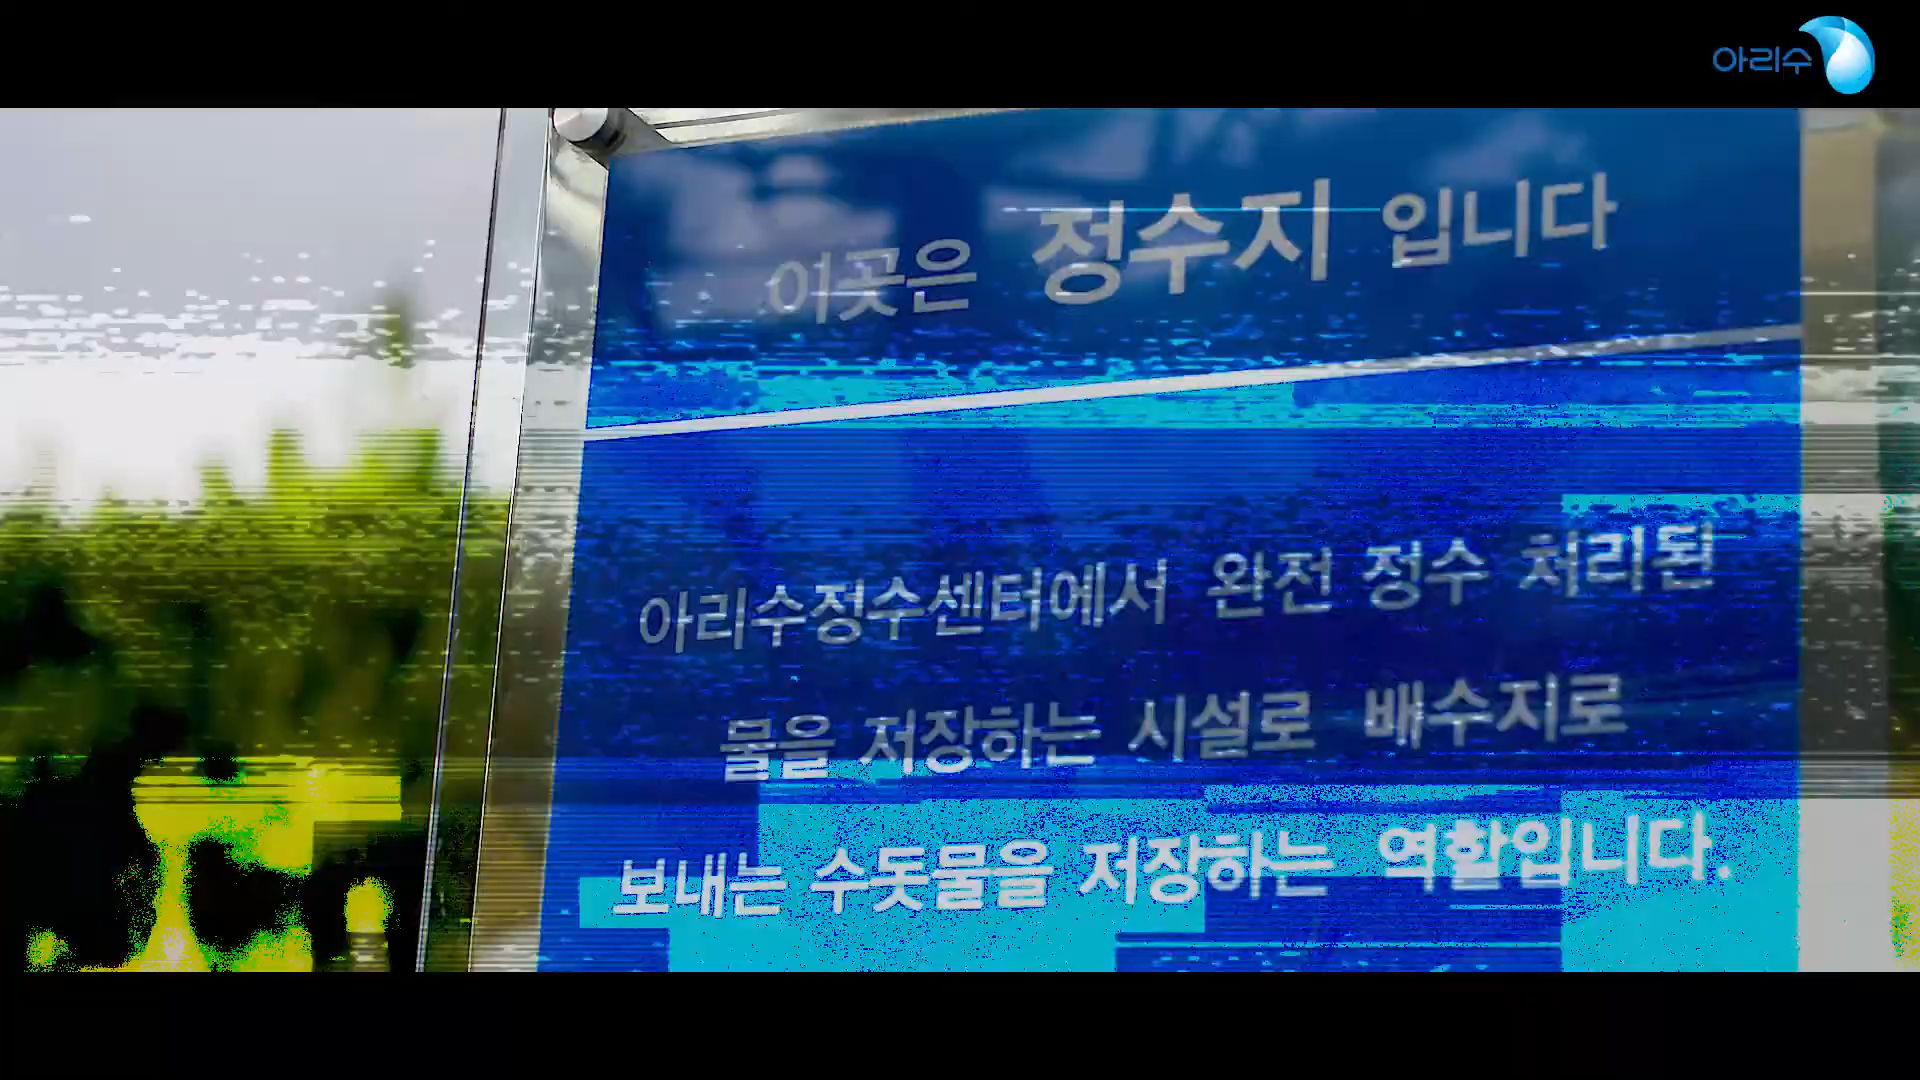 아리수
이곳은 정수지 입니다
아리수정수센터에서 완전 정수 처리된
물을 저장하는 시설로 배수지로
보내는 수돗물을 저장하는 역할입니다.